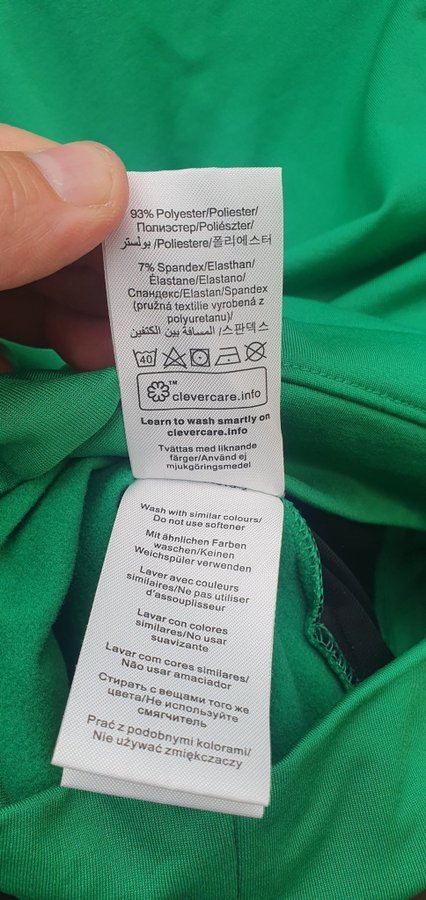 93% Polyester/Poliester/
Полиэстер/Poliészter/
بولستر/Poliestere/폴리에스터
7% Spandex/Elasthan/
Élastane/Elastano/
Спандекс/Elastan/Spandex
(pružná textilie vyrobená z
polyuretanu)/
المسافة بين الكتفين/스판덱스
40
™
clevercare.info
Learn to wash smartly on
clevercare.info
Tvättas med liknande
färger/Använd ej
mjukgöringsmedel
Wash with similar colours/
Do not use softener
Mit ähnlichen Farben
waschen/Keinen
Weichspüler verwenden
Laver avec couleurs
similaires/Ne pas utiliser
d'assouplisseur
Lavar con colores
similares/No usar
suavizante
Lavar com cores similares/
Não usar amaciador
Стирать с вещами того же
цвета/Не используйте
смягчитель
Prać z podobnymi kolorami/
Nie używać zmiękczaczy